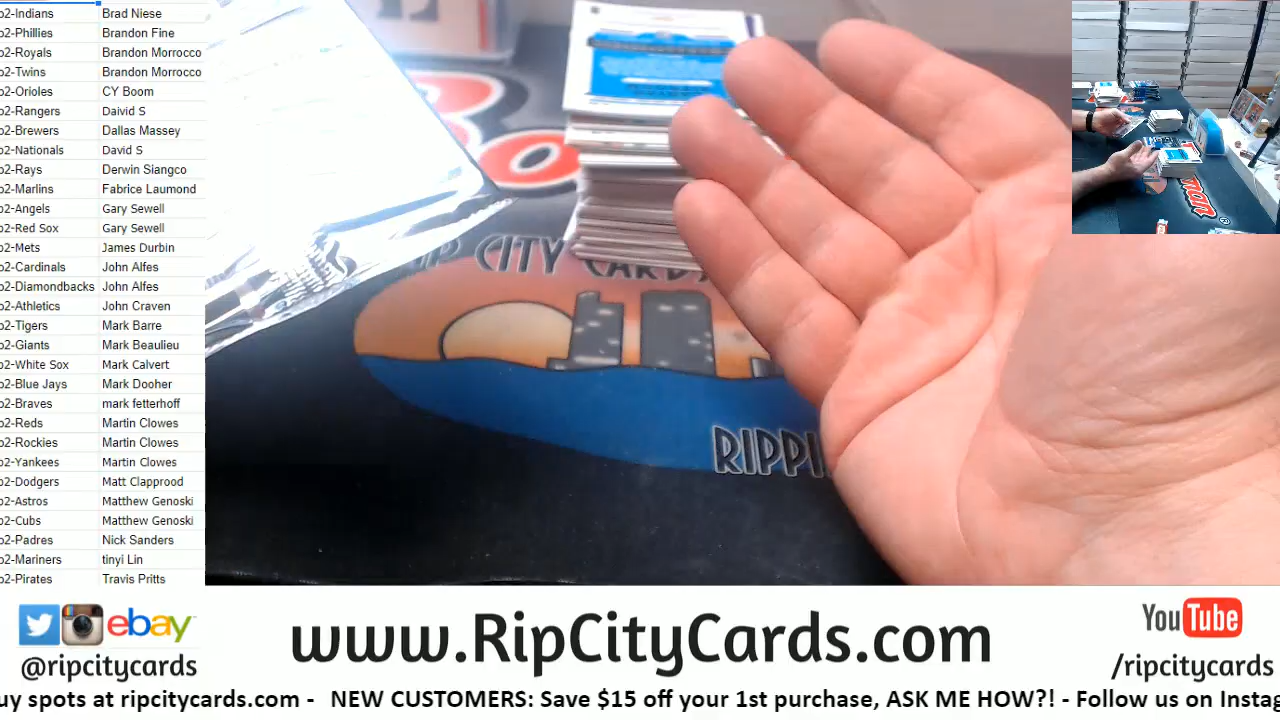 o2-Indians Brad Niese
o2-Phillies Brandon Fine
o2-Royals Brandon Morrocco
o2-Twins Brandon Morrocco
o2-Orioles CY Boom
o2-Rangers Daivid S
o2-Brewers Dallas Massey
o2-Nationals David S
o2-Rays Derwin Siangco
o2-Marlins Fabrice Laumond
o2-Angels Gary Sewell
o2-Red Sox Gary Sewell
o2-Mets James Durbin
o2-Cardinals John Alfes
o2-Diamondbacks John Alfes
o2-Athletics John Craven
o2-Tigers Mark Barre
o2-Giants Mark Beaulieu
o2-White Sox Mark Calvert
o2-Blue Jays Mark Dooher
o2-Braves mark fetterhoff
o2-Reds Martin Clowes
o2-Rockies Martin Clowes
o2-Yankees Martin Clowes
o2-Dodgers Matt Clapprood
o2-Astros Matthew Genoski
o2-Cubs Matthew Genoski
o2-Padres Nick Sanders
o2-Mariners tinyi Lin
o2-Pirates Travis Pritts
RIP CITY CARDS
RIPPI
ebay
@ripcitycards
www.RipCityCards.com
YouTube
/ripcitycards
uy spots at ripcitycards.com - NEW CUSTOMERS: Save $15 off your 1st purchase, ASK ME HOW?! - Follow us on Instag